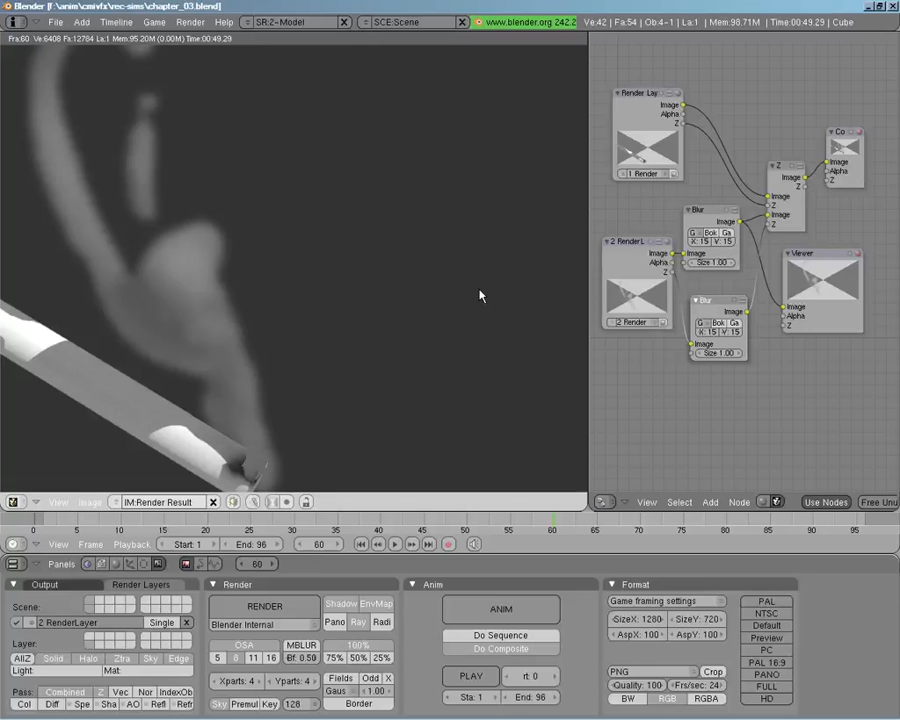 Blender [f:\anim\cmivfx\rec-sims\chapter_03.blend]
File Add Timeline Game Render Help SR:2-Model SCE:Scene www.blender.org 242.2 Ve:42 | Fa:54 | Ob:4-1 | La:1 | Mem:98.71M | Time:00:49.29 | Cube
Fra:60 Ve:6408 Fa:12784 La:1 Mem:95.20M (0.00M) Time:00:49.29
Render Lay
Image
Alpha
Z
1 Render
Co
Image
Alpha
Z
Z
Image
Z
Image
Z
Image
Z
Blur
Image
G Bok Ga
X: 15 Y: 15
Image
Size 1.00
2 Render L
Image
Alpha
Z
2 Render
Viewer
Image
Alpha
Z
Blur
Image
G Bok Ga
X: 15 Y: 15
Image
Size 1.00
View Image IM:Render Result
View Select Add Node Use Nodes Free Unu
0 5 10 15 20 25 30 35 40 45 50 55 60 65 70 75 80 85 90 95
View Frame Playback Start: 1 End: 96 60
Panels 60
Output Render Layers
Scene:
2 RenderLayer Single X
Layer:
AllZ Solid Halo Ztra Sky Edge
Light: Mat:
Pass: Combined Z Vec Nor IndexOb
Col Diff Spe Sha AO Refl Refr
Render
RENDER
Blender Internal
Shadow EnvMap
Pano Ray Radi
OSA MBLUR 100%
5 8 11 16 Bf: 0.50 75% 50% 25%
Xparts: 4 Yparts: 4 Fields Odd X
Gaus 1.00
Sky Premul Key 128 Border
Anim
ANIM
Do Sequence
Do Composite
PLAY rt: 0
Sta: 1 End: 96
Format
Game framing settings
SizeX: 1280 SizeY: 720
AspX: 100 AspY: 100
PNG Crop
Quality: 100 Frs/sec: 24
BW RGB RGBA
PAL
NTSC
Default
Preview
PC
PAL 16:9
PANO
FULL
HD